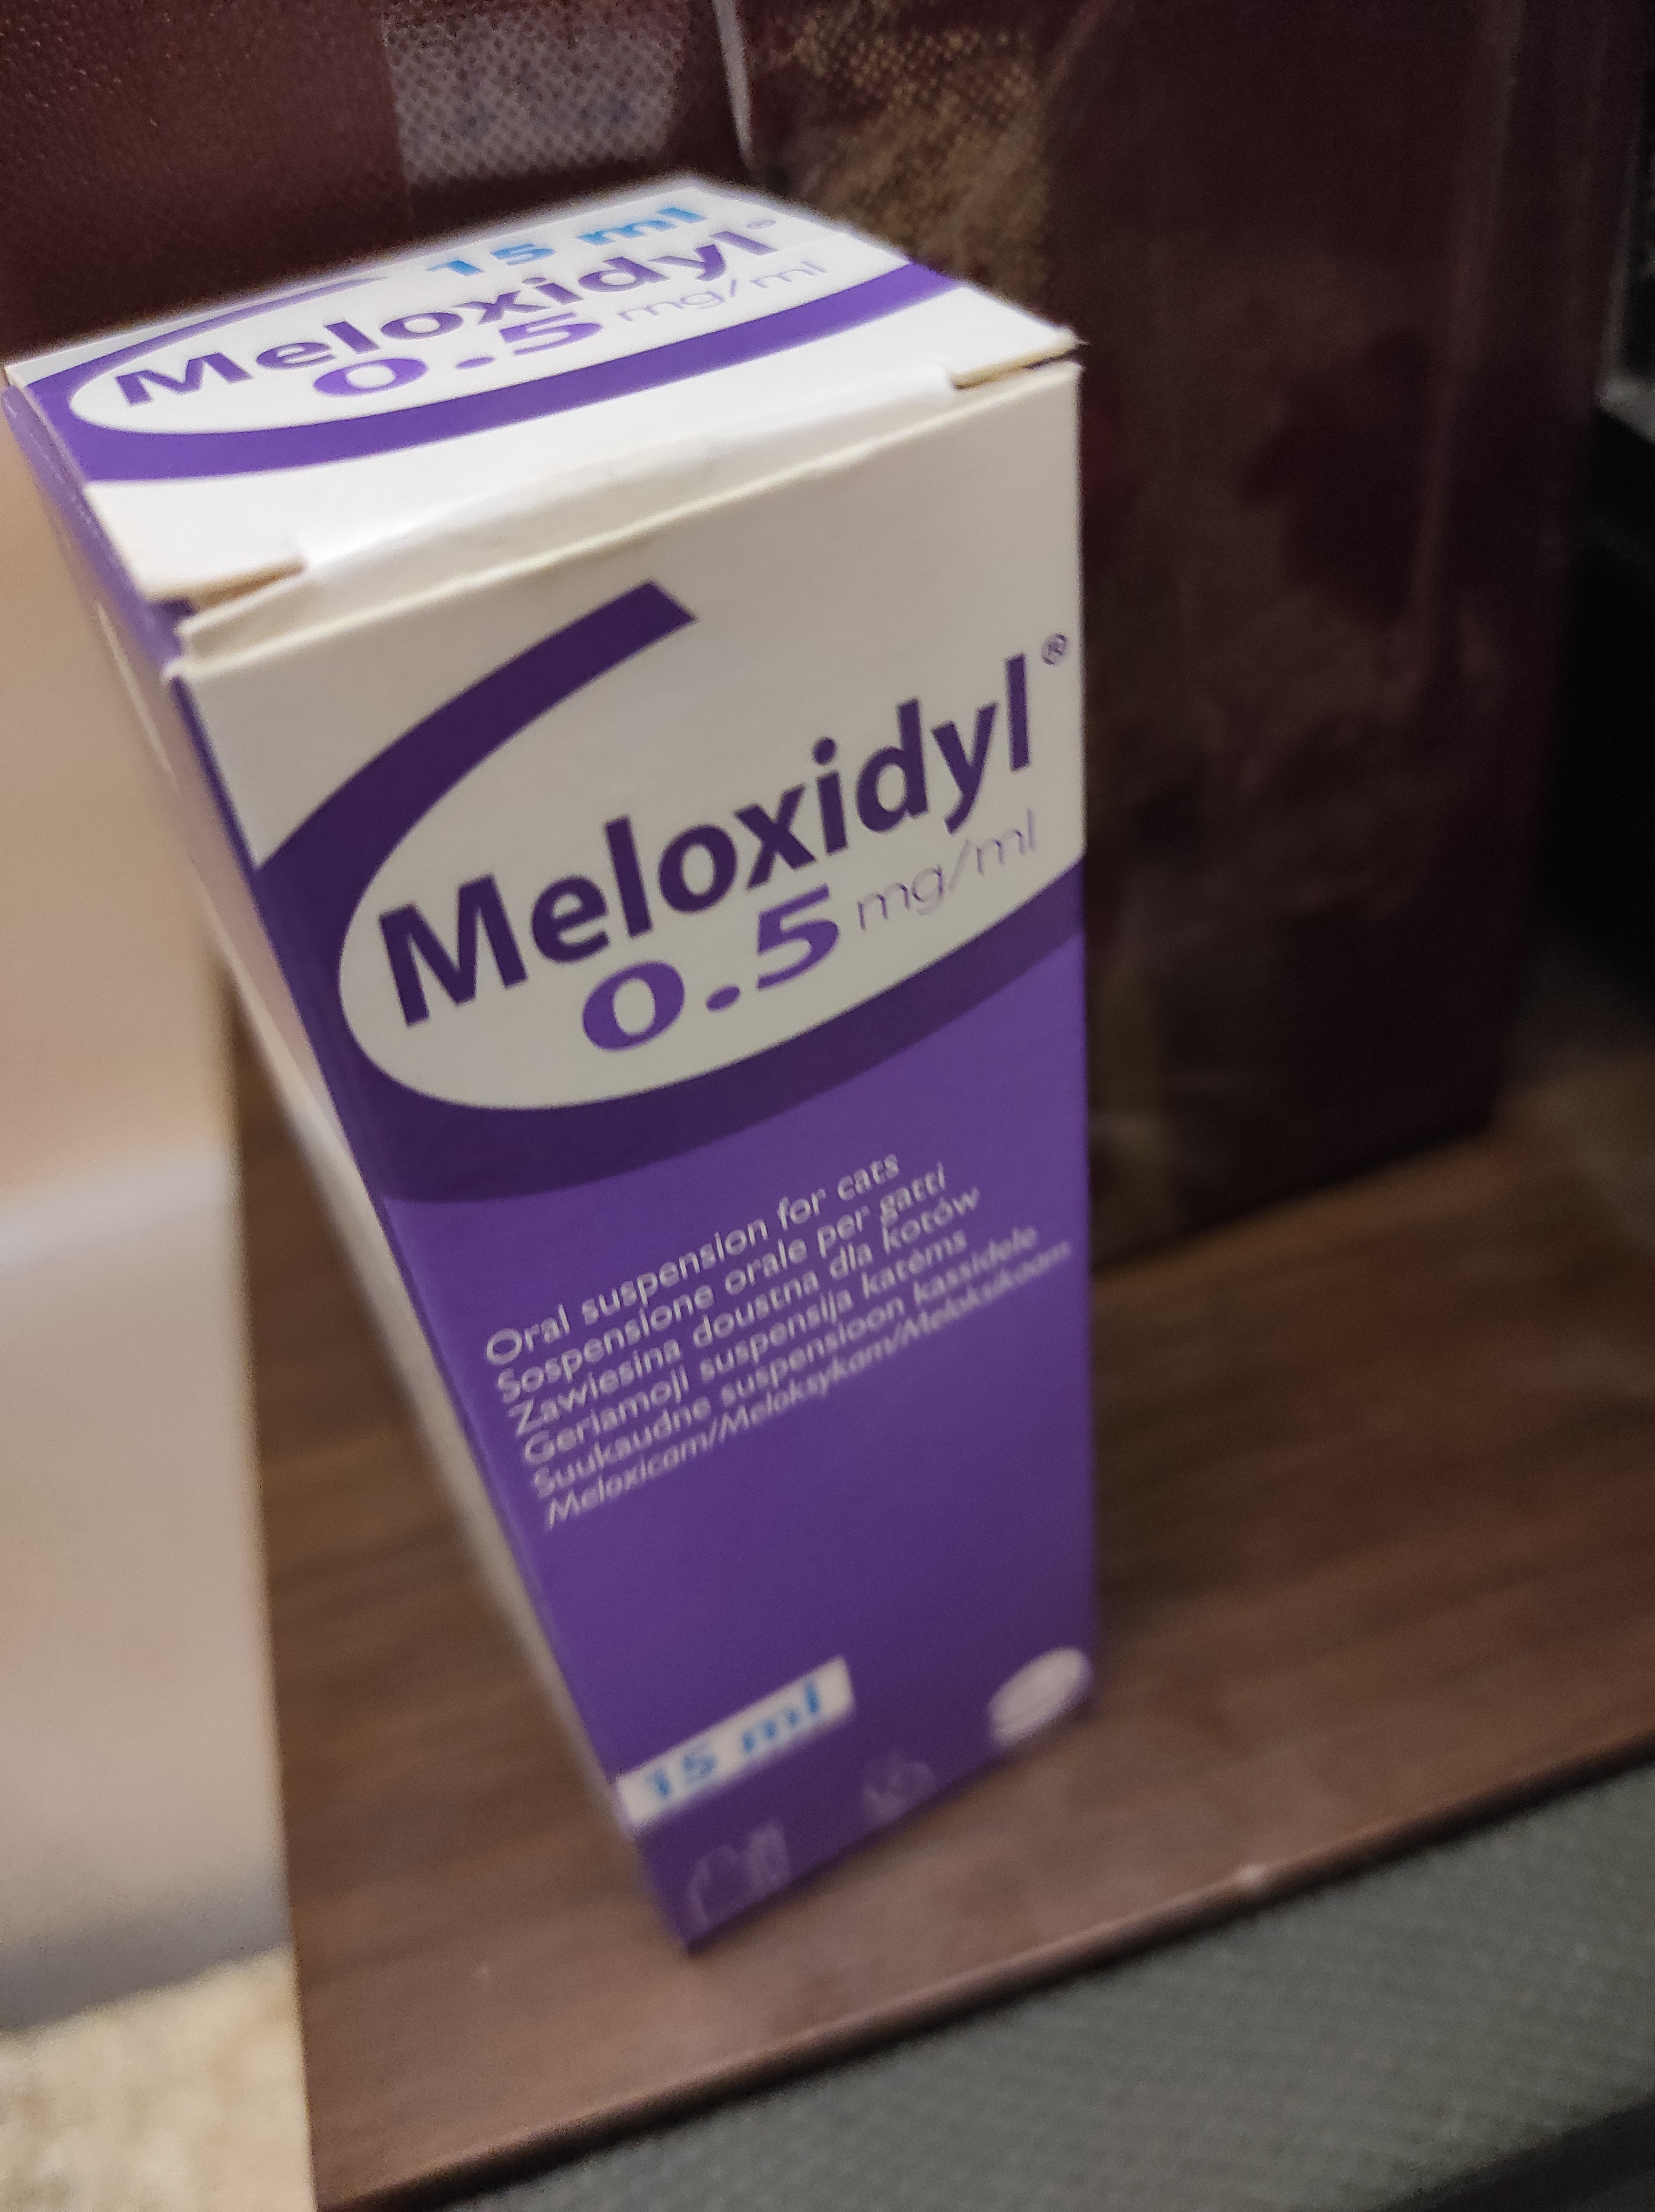 15 ml
Meloxidyl®
0.5 mg/ml
Meloxidyl®
0.5 mg/ml
Oral suspension for cats
Sospensione orale per gatti
Zawiesina doustna dla kotów
Geriamoji suspensija katėms
Suukaudne suspensioon kassidele
Meloxicam/Meloksykam/Meloksikaam
15 ml